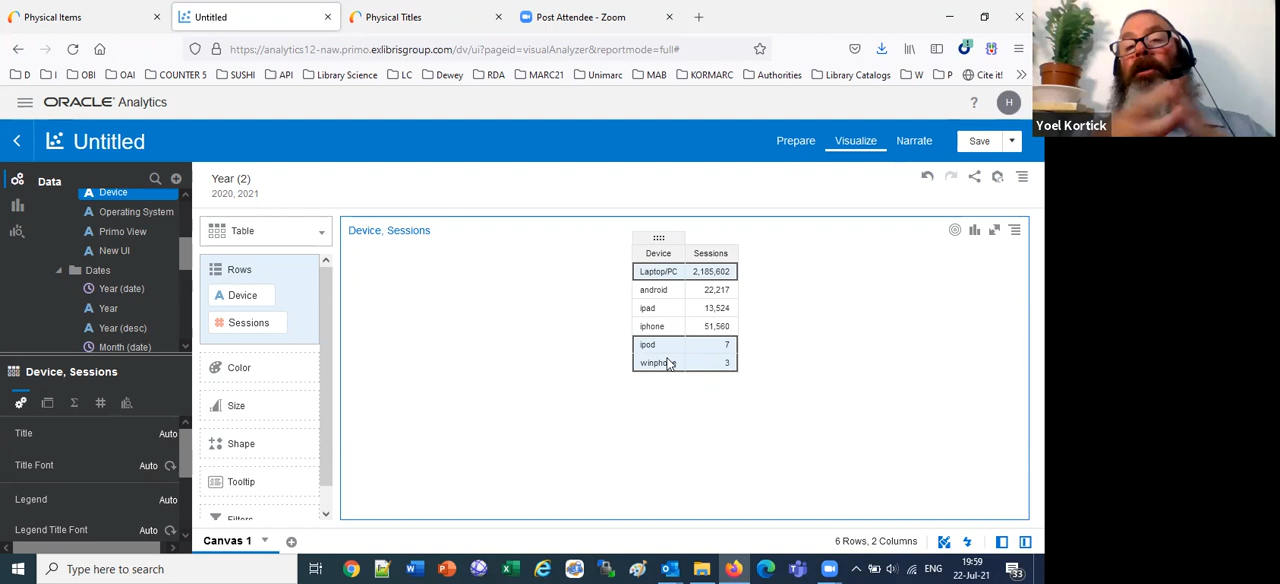 Physical Items
Untitled
Physical Titles
Post Attendee - Zoom
https://analytics12-naw.primo.exlibrisgroup.com/dv/ui?pageid=visualAnalyzer&reportmode=full#
D
I
OBI
OAI
COUNTER 5
SUSHI
API
Library Science
LC
Dewey
RDA
MARC21
Unimarc
MAB
KORMARC
Authorities
Library Catalogs
W
P
Cite it!
Yoel Kortick
ORACLE Analytics
?
H
Untitled
Prepare
Visualize
Narrate
Save
Data
Device
Operating System
Primo View
New UI
Dates
Year (date)
Year
Year (desc)
Month (date)
Year (2)
2020, 2021
Table
Rows
Device
Sessions
Color
Size
Shape
Tooltip
Filters
Device, Sessions
Device Sessions
Laptop/PC 2,185,602
android 22,217
ipad 13,524
iphone 51,560
ipod 7
winphone 3
Device, Sessions
Title Auto
Title Font Auto
Legend Auto
Legend Title Font Auto
Canvas 1
6 Rows, 2 Columns
Type here to search
ENG
19:59
22-Jul-21
33